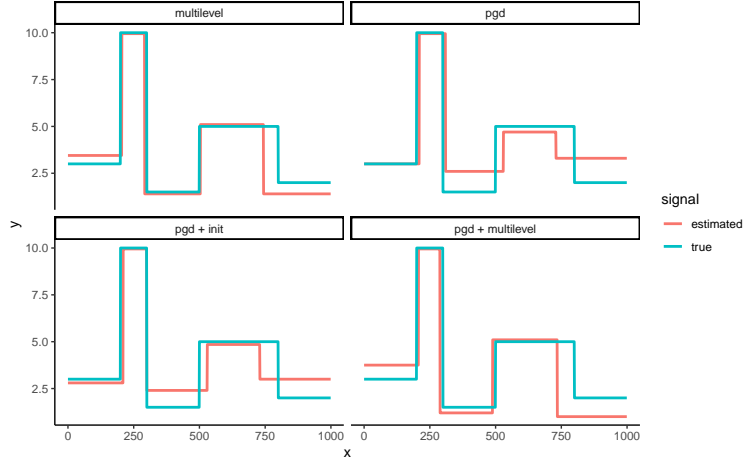 multilevel
pgd
10.0
7.5
5.0
2.5
y
pgd + init
pgd + multilevel
10.0
7.5
5.0
2.5
0
250
500
750
1000
0
250
500
750
1000
x
signal
estimated
true